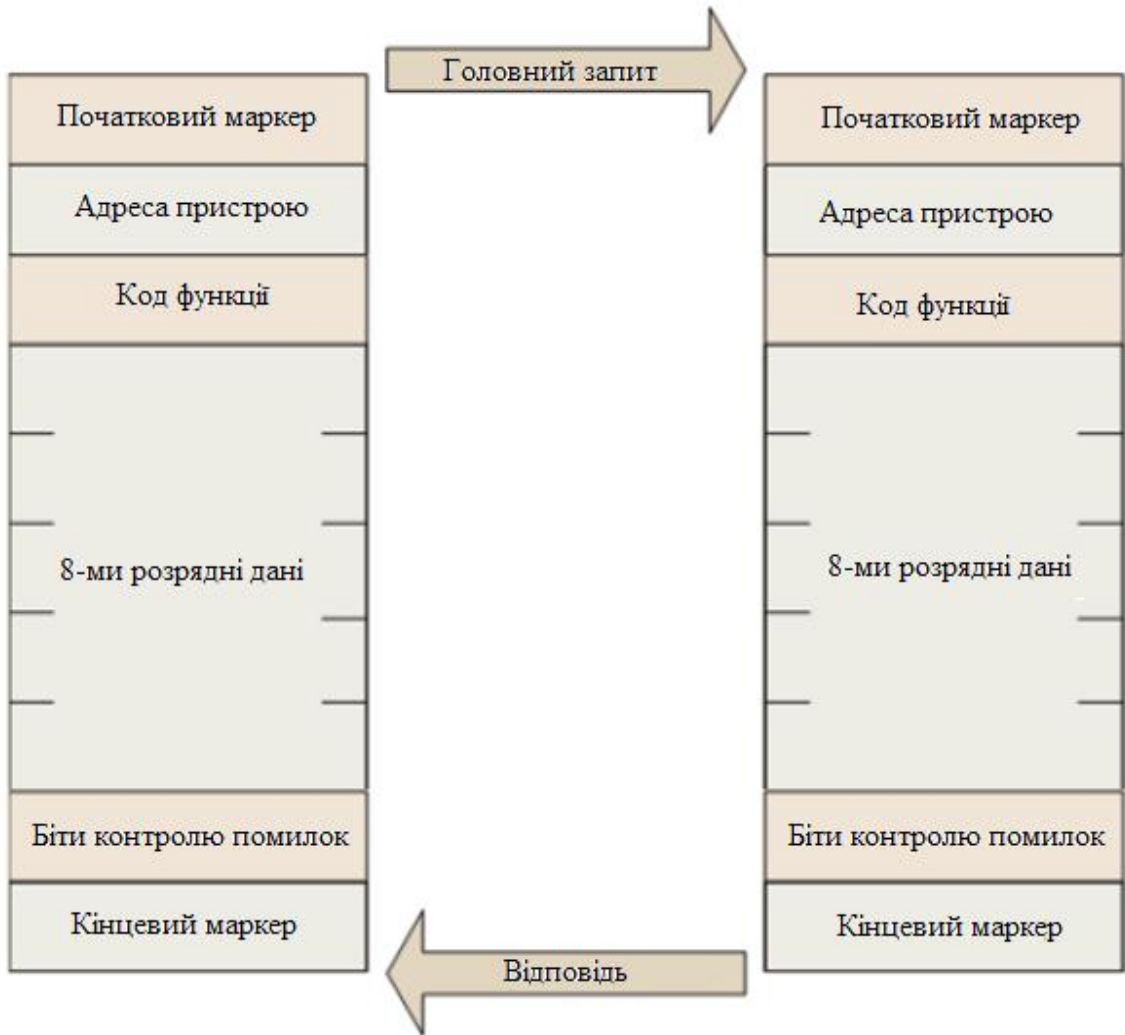 Головний запит
Початковий маркер
Адреса пристрою
Код функції
8-ми розрядні дані
Біти контролю помилок
Кінцевий маркер
Початковий маркер
Адреса пристрою
Код функції
8-ми розрядні дані
Біти контролю помилок
Кінцевий маркер
Відповідь